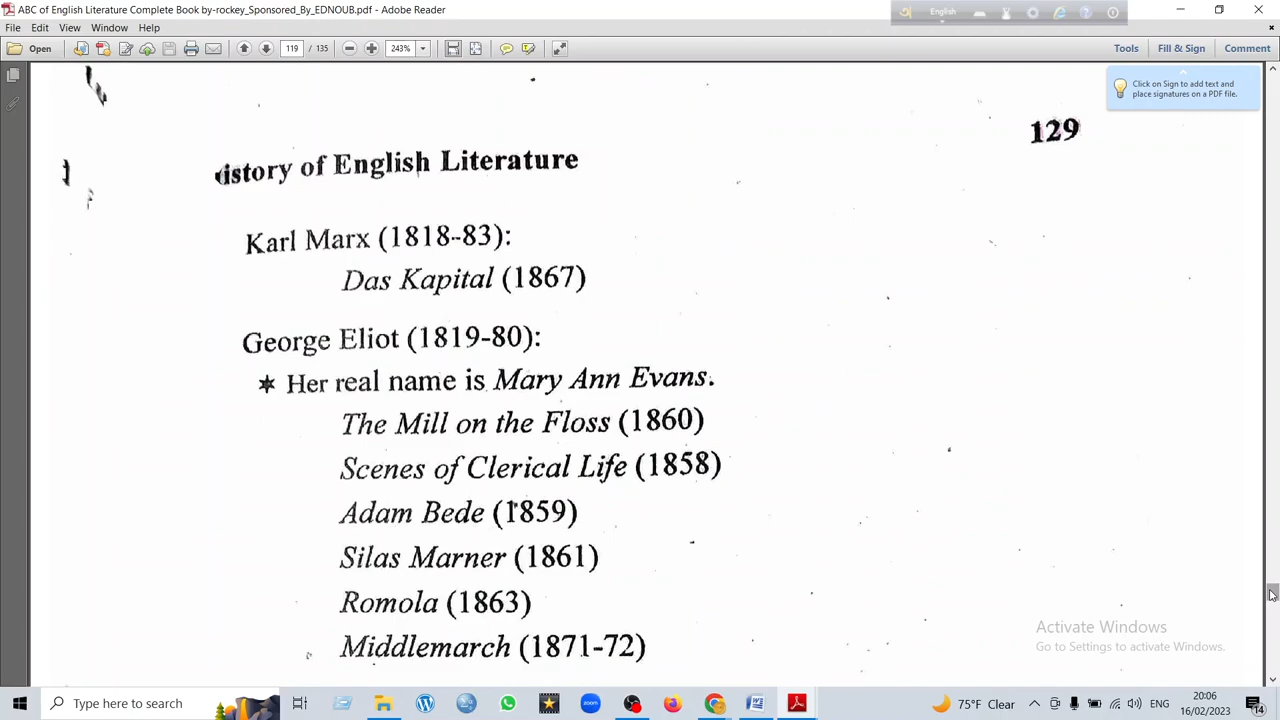 ABC of English Literature Complete Book by-rockey_Sponsored_By_EDNOUB.pdf - Adobe Reader
English
File Edit View Window Help
Open 119 / 135 243% Tools Fill & Sign Comment
Click on Sign to add text and
place signatures on a PDF file.
129
istory of English Literature
Karl Marx (1818-83):
Das Kapital (1867)
George Eliot (1819-80):
* Her real name is Mary Ann Evans.
The Mill on the Floss (1860)
Scenes of Clerical Life (1858)
Adam Bede (1859)
Silas Marner (1861)
Romola (1863)
Middlemarch (1871-72)
Activate Windows
Go to Settings to activate Windows.
Type here to search
zoom
75°F Clear
ENG
20:06
16/02/2023
14